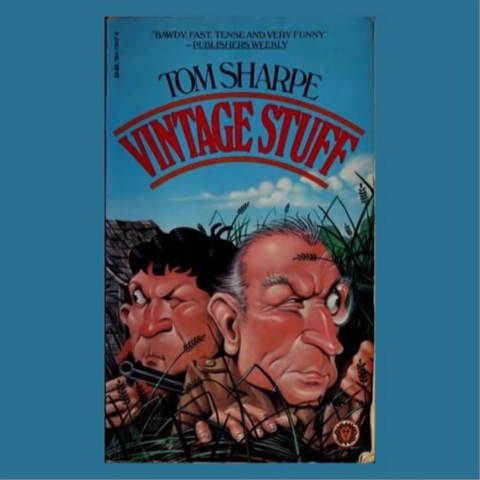 "BAWDY, FAST, TENSE AND VERY FUNNY."
—PUBLISHERS WEEKLY
TOM SHARPE
VINTAGE STUFF